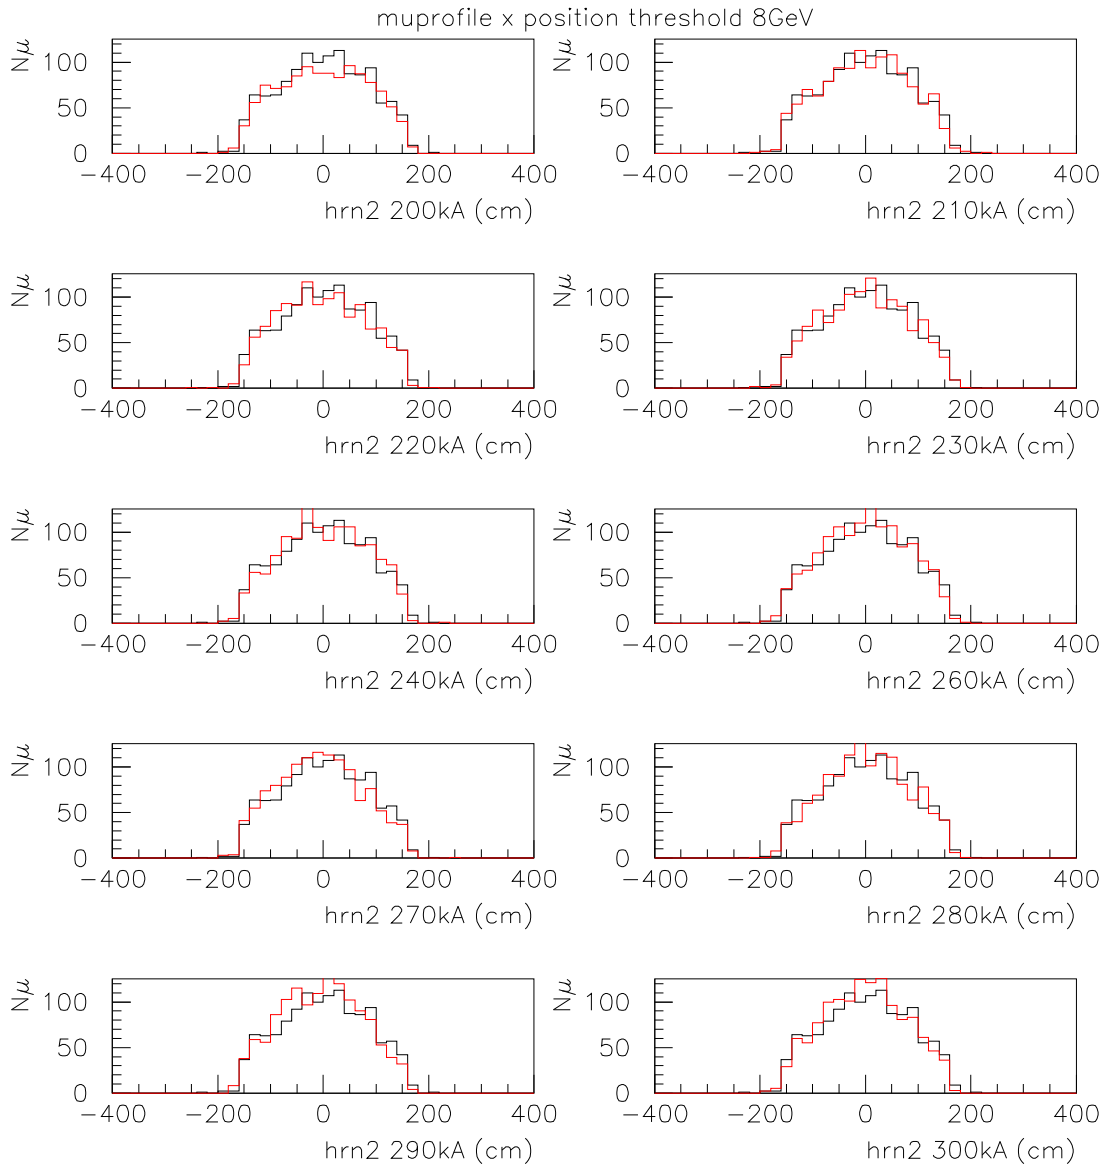 muprofile x position threshold 8GeV
Nμ
100
50
0
−400 −200 0 200 400
hrn2 200kA (cm)
Nμ
100
50
0
−400 −200 0 200 400
hrn2 210kA (cm)
Nμ
100
50
0
−400 −200 0 200 400
hrn2 220kA (cm)
Nμ
100
50
0
−400 −200 0 200 400
hrn2 230kA (cm)
Nμ
100
50
0
−400 −200 0 200 400
hrn2 240kA (cm)
Nμ
100
50
0
−400 −200 0 200 400
hrn2 260kA (cm)
Nμ
100
50
0
−400 −200 0 200 400
hrn2 270kA (cm)
Nμ
100
50
0
−400 −200 0 200 400
hrn2 280kA (cm)
Nμ
100
50
0
−400 −200 0 200 400
hrn2 290kA (cm)
Nμ
100
50
0
−400 −200 0 200 400
hrn2 300kA (cm)